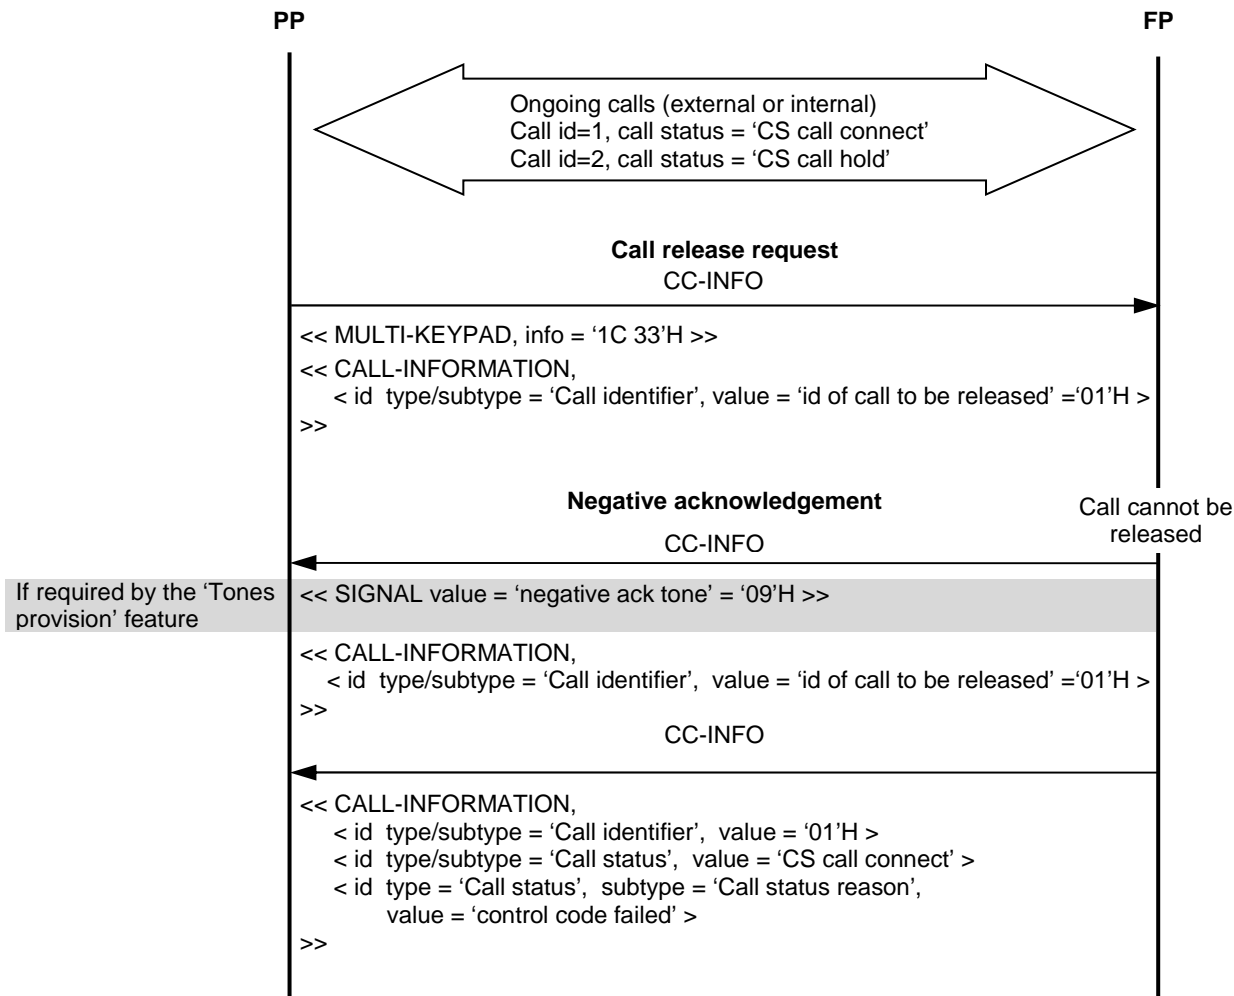 PP
FP
Ongoing calls (external or internal)
Call id=1, call status = ‘CS call connect’
Call id=2, call status = ‘CS call hold’
Call release request
CC-INFO
<< MULTI-KEYPAD, info = ‘1C 33’H >>
<< CALL-INFORMATION,
< id type/subtype = ‘Call identifier’, value = ‘id of call to be released’ =‘01’H >
>>
Negative acknowledgement
Call cannot be
released
CC-INFO
If required by the ‘Tones
provision’ feature
<< SIGNAL value = ‘negative ack tone’ = ‘09’H >>
<< CALL-INFORMATION,
< id type/subtype = ‘Call identifier’, value = ‘id of call to be released’ =‘01’H >
>>
CC-INFO
<< CALL-INFORMATION,
< id type/subtype = ‘Call identifier’, value = ‘01’H >
< id type/subtype = ‘Call status’, value = ‘CS call connect’ >
< id type = ‘Call status’, subtype = ‘Call status reason’,
value = ‘control code failed’ >
>>